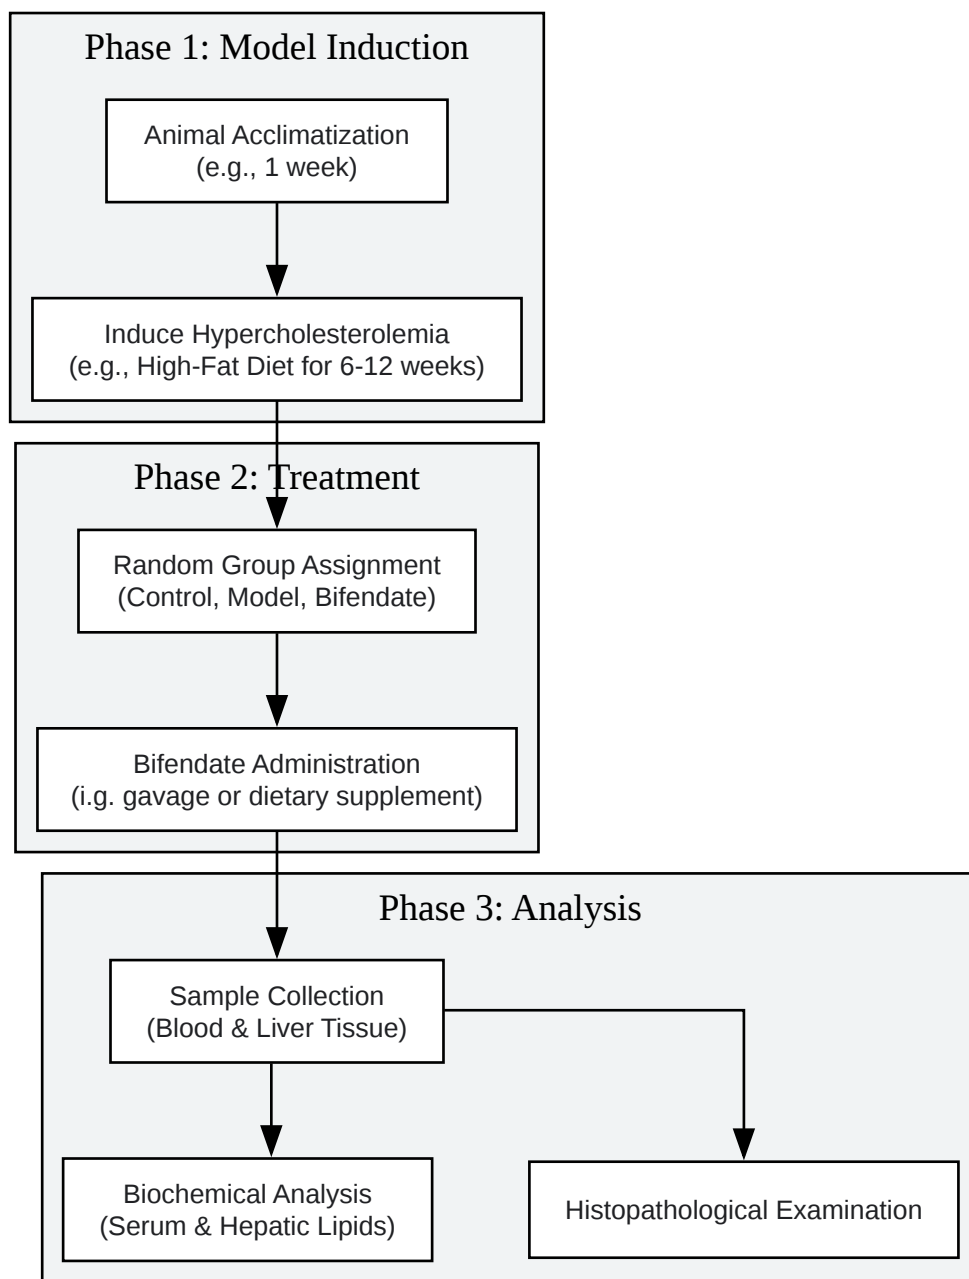 Phase 1: Model Induction
Animal Acclimatization
(e.g., 1 week)
Induce Hypercholesterolemia
(e.g., High-Fat Diet for 6-12 weeks)
Phase 2: Treatment
Random Group Assignment
(Control, Model, Bifendate)
Bifendate Administration
(i.g. gavage or dietary supplement)
Phase 3: Analysis
Sample Collection
(Blood & Liver Tissue)
Biochemical Analysis
(Serum & Hepatic Lipids)
Histopathological Examination